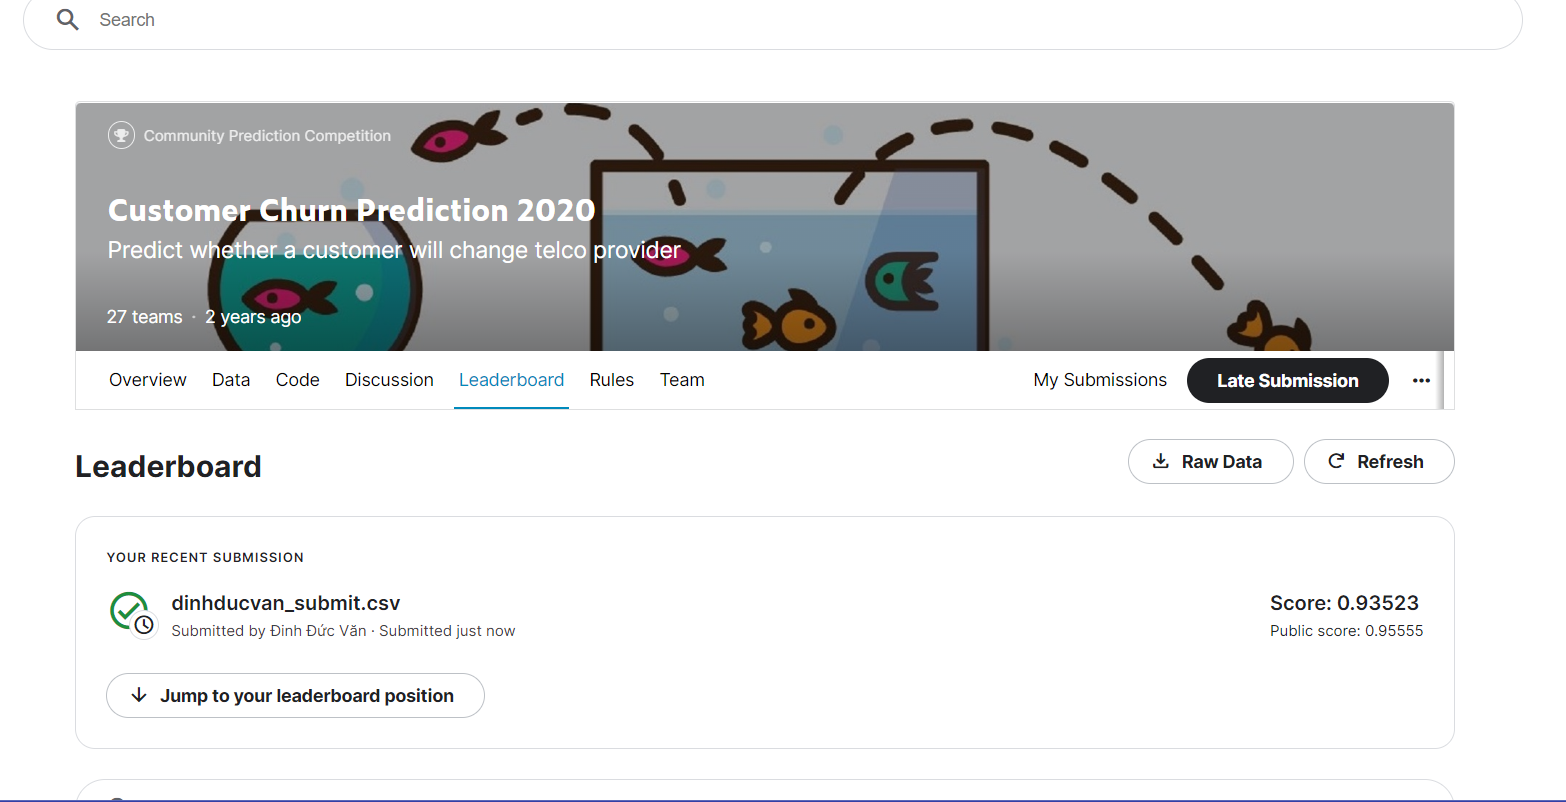 Search
Community Prediction Competition
Customer Churn Prediction 2020
Predict whether a customer will change telco provider
27 teams · 2 years ago
Overview Data Code Discussion Leaderboard Rules Team My Submissions Late Submission
Leaderboard Raw Data Refresh
YOUR RECENT SUBMISSION
dinhducvan_submit.csv Score: 0.93523
Submitted by Đinh Đức Văn · Submitted just now Public score: 0.95555
Jump to your leaderboard position